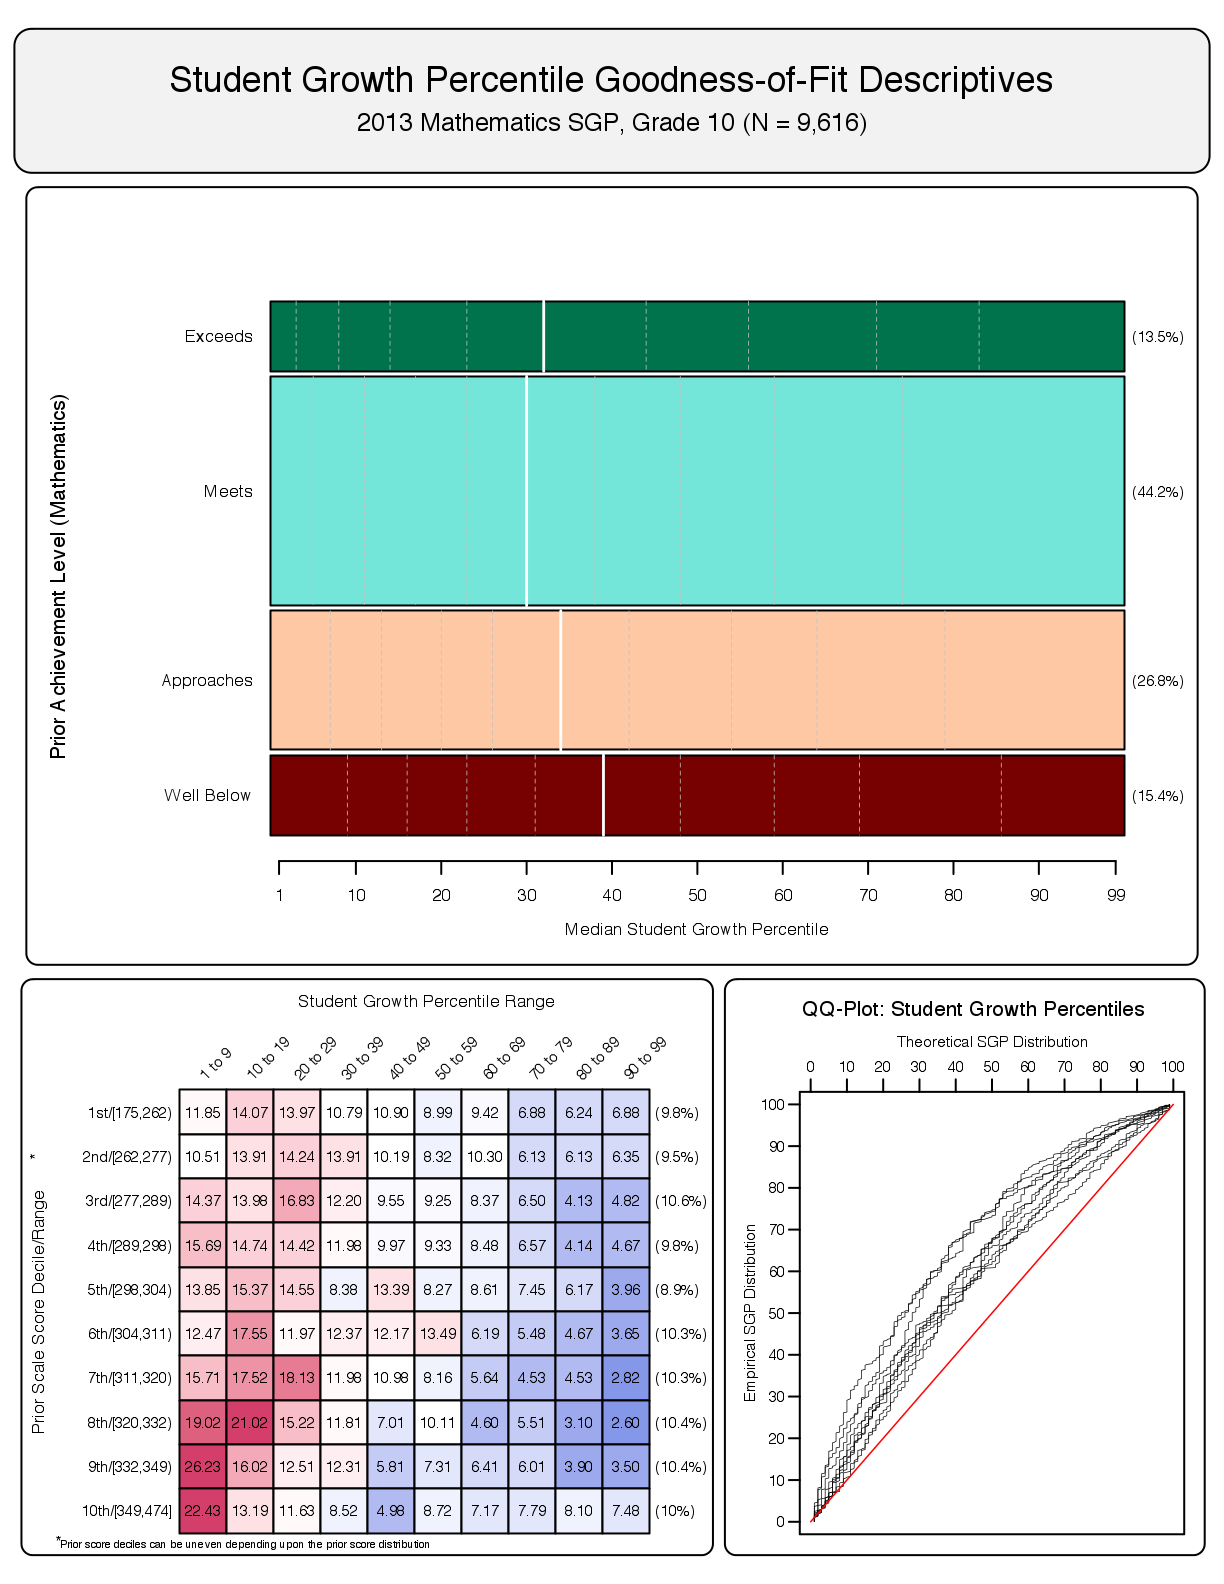 Student Growth Percentile Goodness-of-Fit Descriptives
2013 Mathematics SGP, Grade 10 (N = 9,616)
Prior Achievement Level (Mathematics)
Exceeds (13.5%)
Meets (44.2%)
Approaches (26.8%)
Well Below (15.4%)
1 10 20 30 40 50 60 70 80 90 99
Median Student Growth Percentile
Student Growth Percentile Range
1 to 9 10 to 19 20 to 29 30 to 39 40 to 49 50 to 59 60 to 69 70 to 79 80 to 89 90 to 99
* Prior Scale Score Decile/Range
1st/[175,262) 11.85 14.07 13.97 10.79 10.90 8.99 9.42 6.88 6.24 6.88 (9.8%)
2nd/[262,277) 10.51 13.91 14.24 13.91 10.19 8.32 10.30 6.13 6.13 6.35 (9.5%)
3rd/[277,289) 14.37 13.98 16.83 12.20 9.55 9.25 8.37 6.50 4.13 4.82 (10.6%)
4th/[289,298) 15.69 14.74 14.42 11.98 9.97 9.33 8.48 6.57 4.14 4.67 (9.8%)
5th/[298,304) 13.85 15.37 14.55 8.38 13.39 8.27 8.61 7.45 6.17 3.96 (8.9%)
6th/[304,311) 12.47 17.55 11.97 12.37 12.17 13.49 6.19 5.48 4.67 3.65 (10.3%)
7th/[311,320) 15.71 17.52 18.13 11.98 10.98 8.16 5.64 4.53 4.53 2.82 (10.3%)
8th/[320,332) 19.02 21.02 15.22 11.81 7.01 10.11 4.60 5.51 3.10 2.60 (10.4%)
9th/[332,349) 26.23 16.02 12.51 12.31 5.81 7.31 6.41 6.01 3.90 3.50 (10.4%)
10th/[349,474] 22.43 13.19 11.63 8.52 4.98 8.72 7.17 7.79 8.10 7.48 (10%)
*Prior score deciles can be uneven depending upon the prior score distribution
QQ-Plot: Student Growth Percentiles
Theoretical SGP Distribution
0 10 20 30 40 50 60 70 80 90 100
Empirical SGP Distribution
100
90
80
70
60
50
40
30
20
10
0